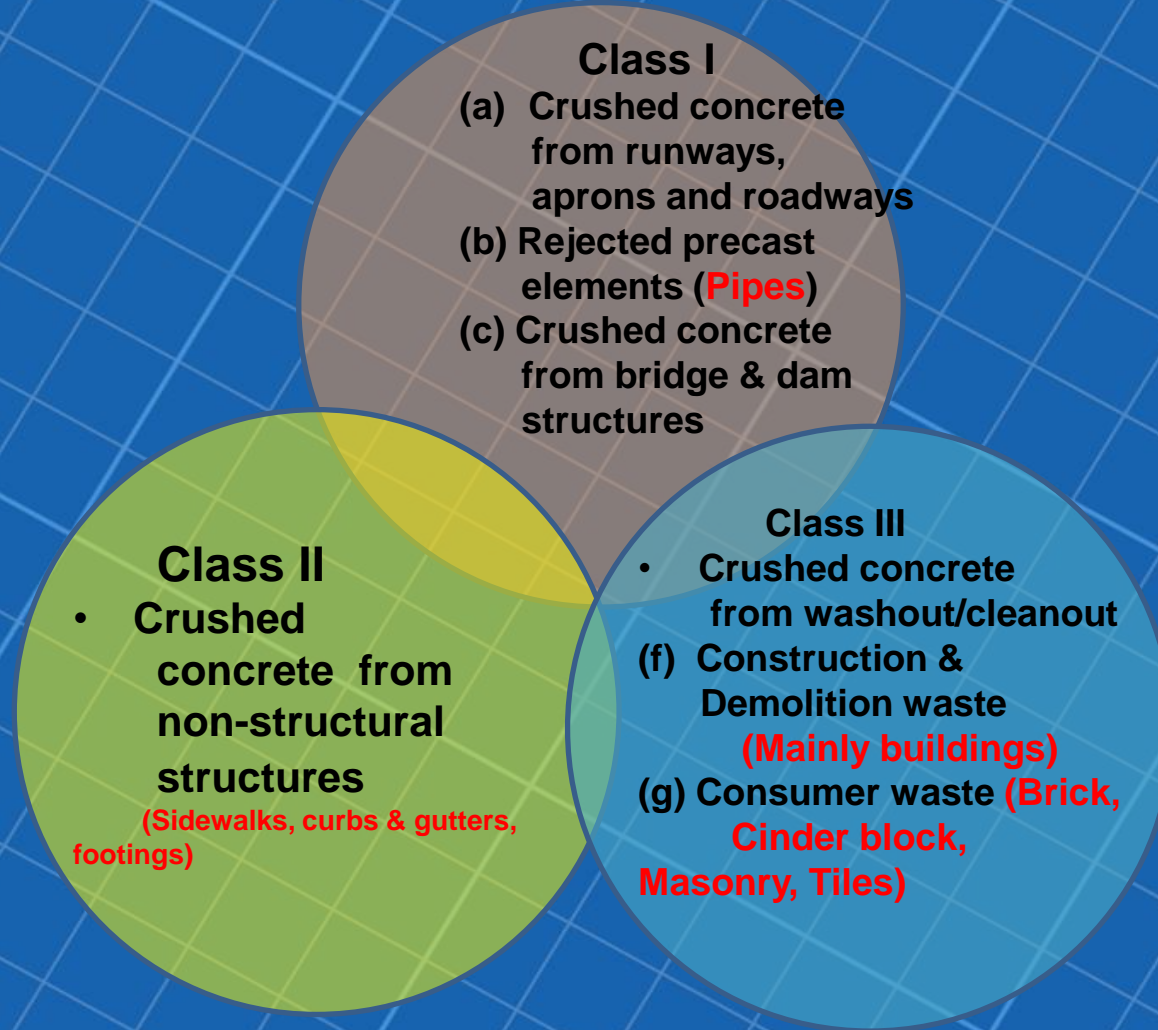 Class I
(a) Crushed concrete
from runways,
aprons and roadways
(b) Rejected precast
elements (Pipes)
(c) Crushed concrete
from bridge & dam
structures
Class II
• Crushed
concrete from
non-structural
structures
(Sidewalks, curbs & gutters,
footings)
Class III
• Crushed concrete
from washout/cleanout
(f) Construction &
Demolition waste
(Mainly buildings)
(g) Consumer waste (Brick,
Cinder block,
Masonry, Tiles)